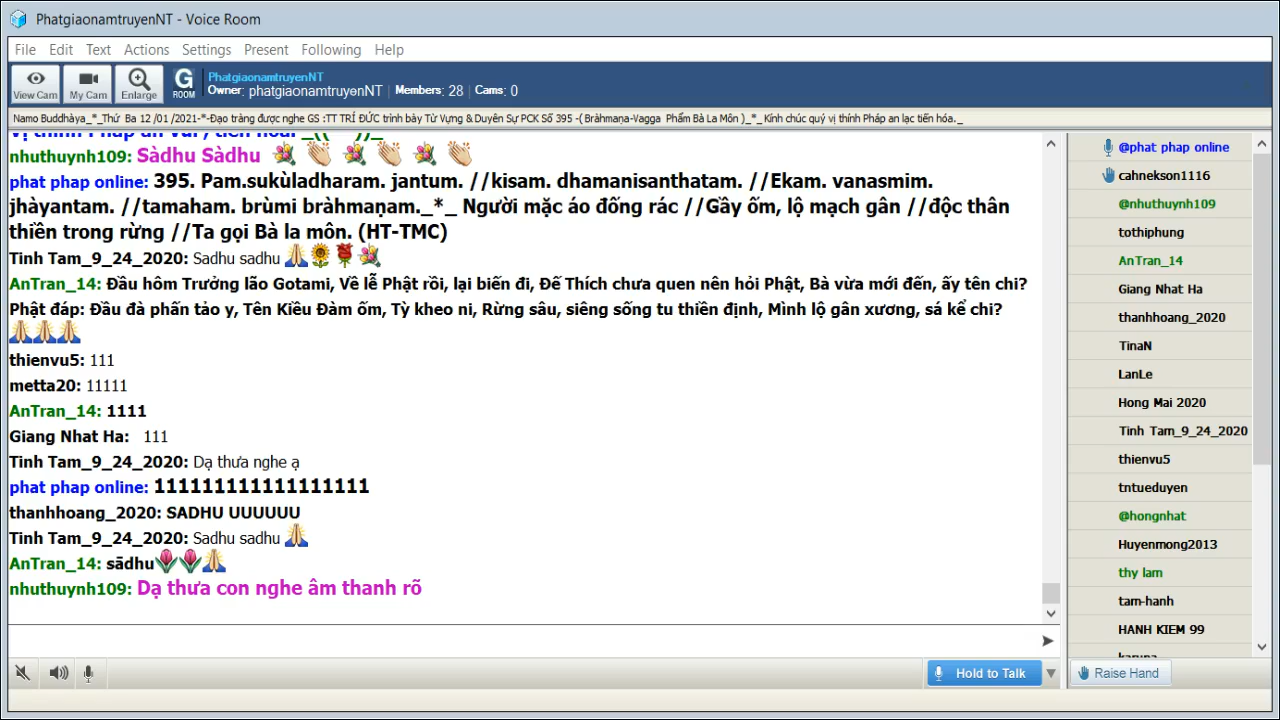 PhatgiaonamtruyenNT - Voice Room
File Edit Text Actions Settings Present Following Help
View Cam My Cam Enlarge G ROOM PhatgiaonamtruyenNT
Owner: phatgiaonamtruyenNT Members: 28 Cams: 0
Namo Buddhàya_*_Thứ Ba 12 /01 /2021-*-Đạo tràng được nghe GS :TT TRÍ ĐỨC trình bày Từ Vựng & Duyên Sự PCK Số 395 -( Bràhmaṇa-Vagga Phẩm Bà La Môn )_*_Kính chúc quý vị thính Pháp an lạc tiến hóa._
nhuthuynh109: Sàdhu Sàdhu
phat phap online: 395. Pam.sukùladharam. jantum. //kisam. dhamanisanthatam. //Ekam. vanasmim.
jhàyantam. //tamaham. brùmi bràhmaṇam._*_ Người mặc áo đống rác //Gầy ốm, lộ mạch gân //độc thân
thiền trong rừng //Ta gọi Bà la môn. (HT-TMC)
Tinh Tam_9_24_2020: Sadhu sadhu
AnTran_14: Đầu hôm Trưởng lão Gotami, Về lễ Phật rồi, lại biến đi, Đế Thích chưa quen nên hỏi Phật, Bà vừa mới đến, ấy tên chi?
Phật đáp: Đầu đà phấn tảo y, Tên Kiều Đàm ốm, Tỳ kheo ni, Rừng sâu, siêng sống tu thiền định, Mình lộ gân xương, sá kể chi?
thienvu5: 111
metta20: 11111
AnTran_14: 1111
Giang Nhat Ha: 111
Tinh Tam_9_24_2020: Dạ thưa nghe ạ
phat phap online: 111111111111111111
thanhhoang_2020: SADHU UUUUUU
Tinh Tam_9_24_2020: Sadhu sadhu
AnTran_14: sādhu
nhuthuynh109: Dạ thưa con nghe âm thanh rõ
Hold to Talk
@phat phap online
cahnekson1116
@nhuthuynh109
tothiphung
AnTran_14
Giang Nhat Ha
thanhhoang_2020
TinaN
LanLe
Hong Mai 2020
Tinh Tam_9_24_2020
thienvu5
tntueduyen
@hongnhat
Huyenmong2013
thy lam
tam-hanh
HANH KIEM 99
Raise Hand